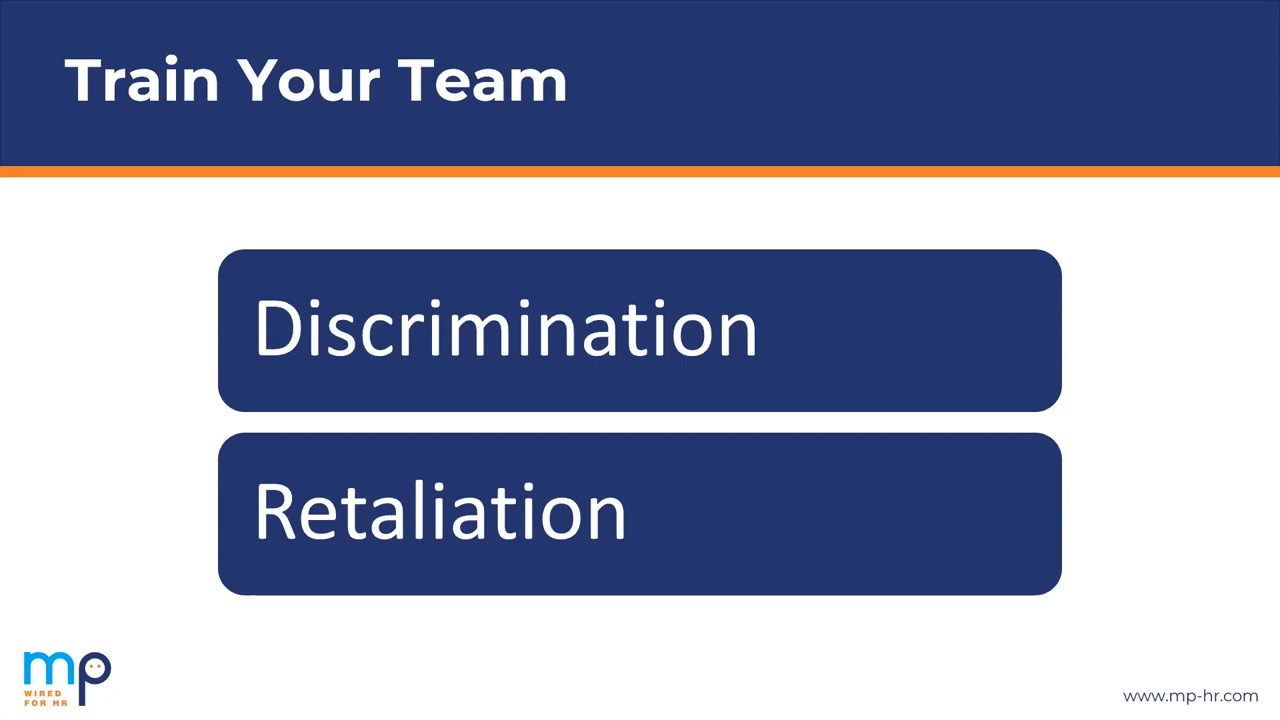 Train Your Team
Discrimination
Retaliation
mp
WIRED
FOR HR
www.mp-hr.com